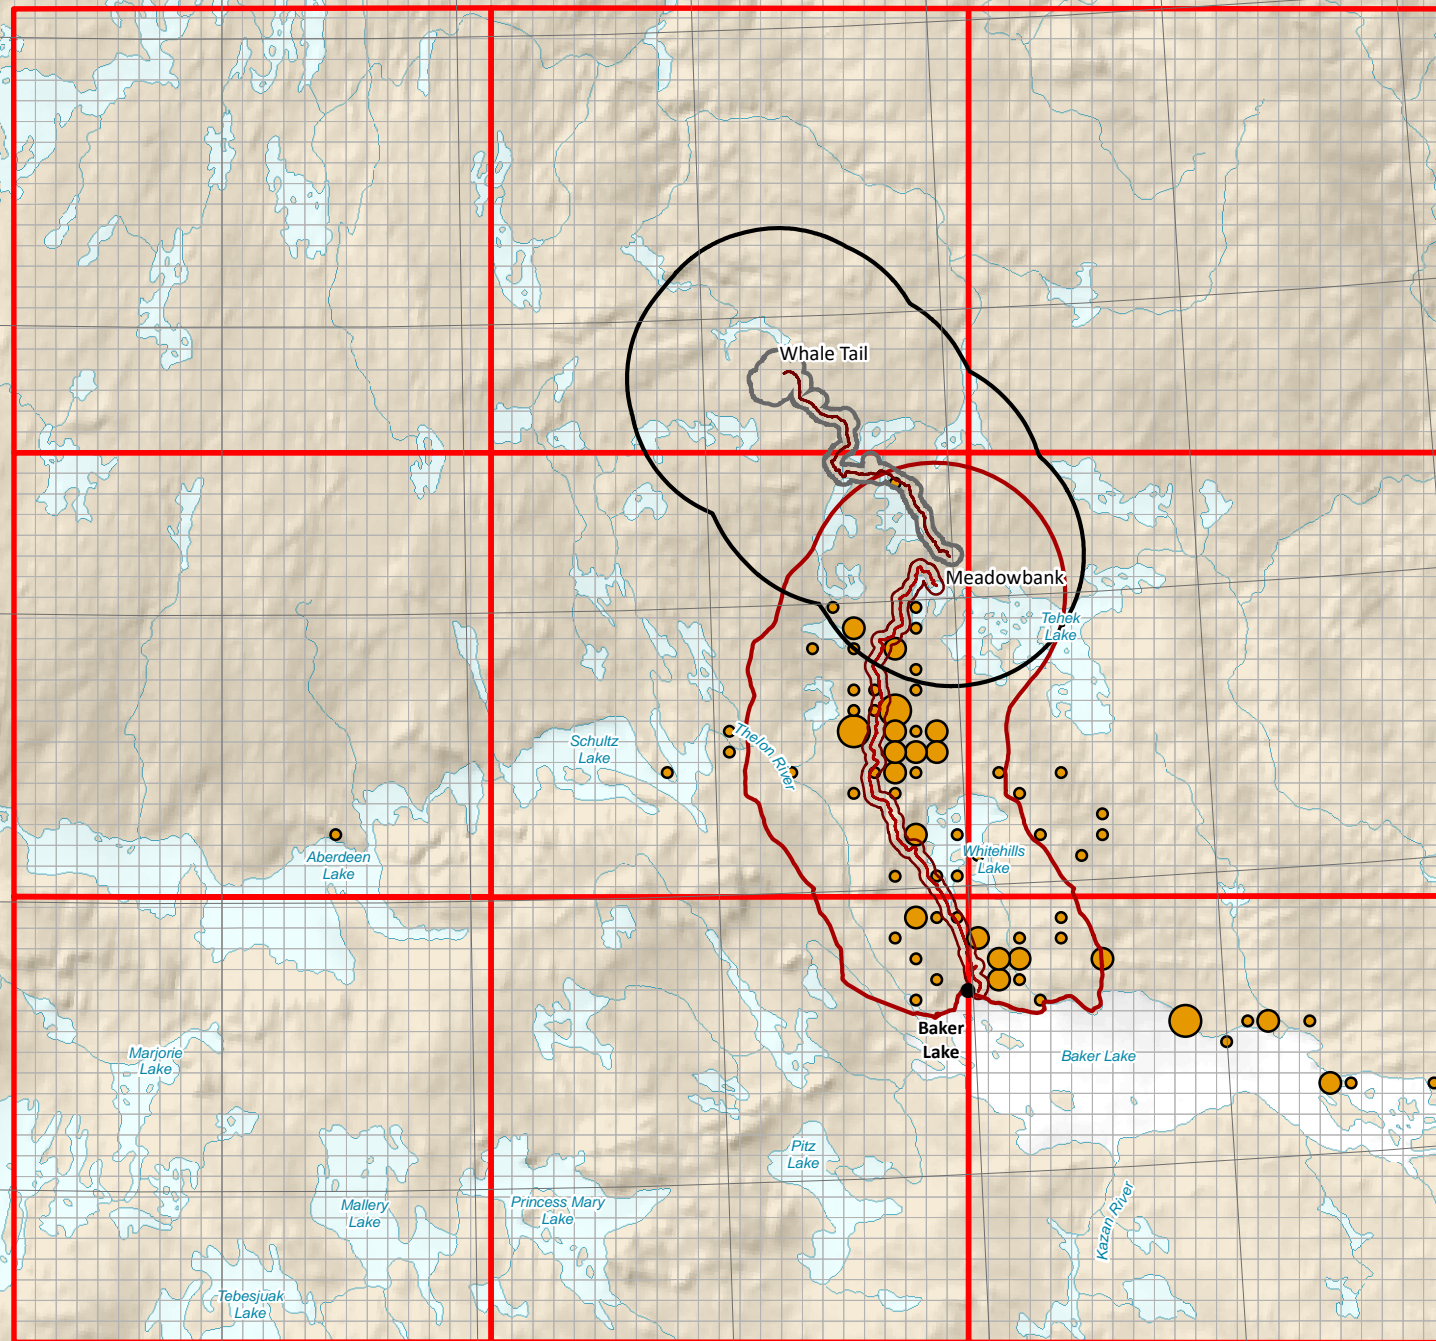 Whale Tail
Meadowbank
Tehek
Lake
Thelon River
Schultz
Lake
Whitehills
Lake
Aberdeen
Lake
Baker
Lake
Marjorie
Lake
Baker Lake
Pitz
Lake
Mallery
Lake
Princess Mary
Lake
Kazan River
Tebesjuak
Lake